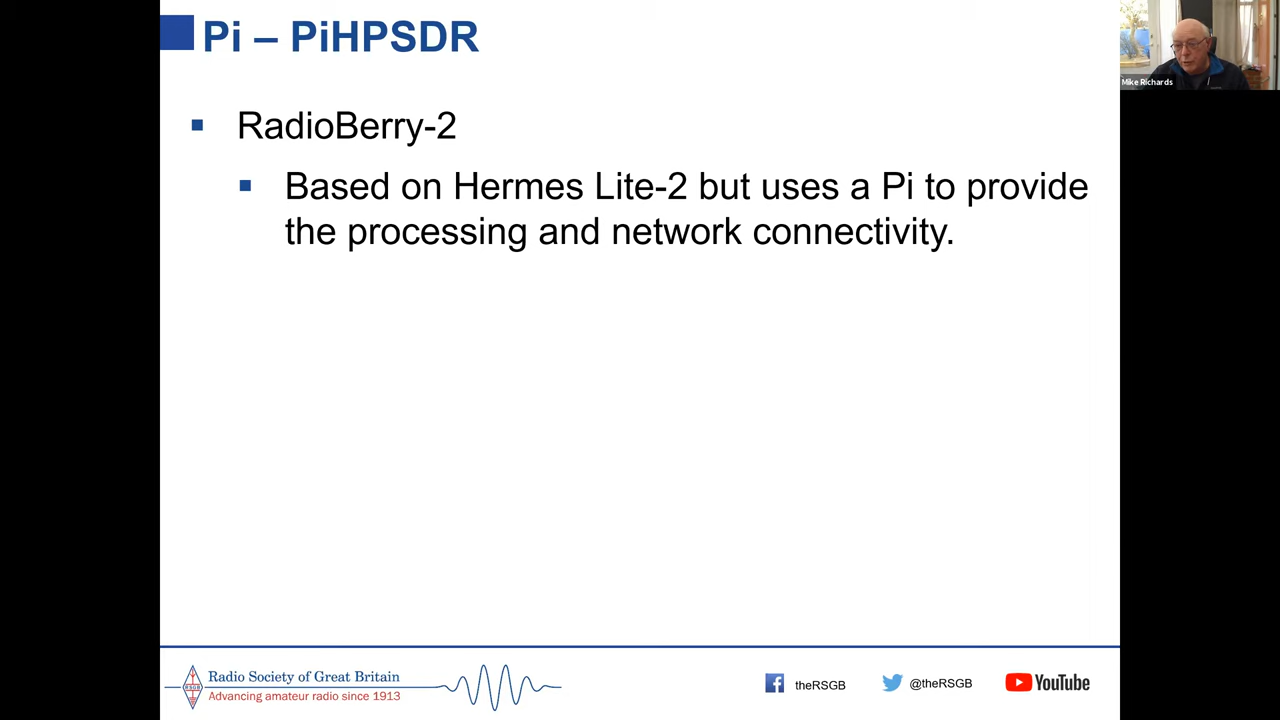 Pi – PiHPSDR
Mike Richards
RadioBerry-2
Based on Hermes Lite-2 but uses a Pi to provide
the processing and network connectivity.
RSGB
Radio Society of Great Britain
Advancing amateur radio since 1913
theRSGB
@theRSGB
YouTube